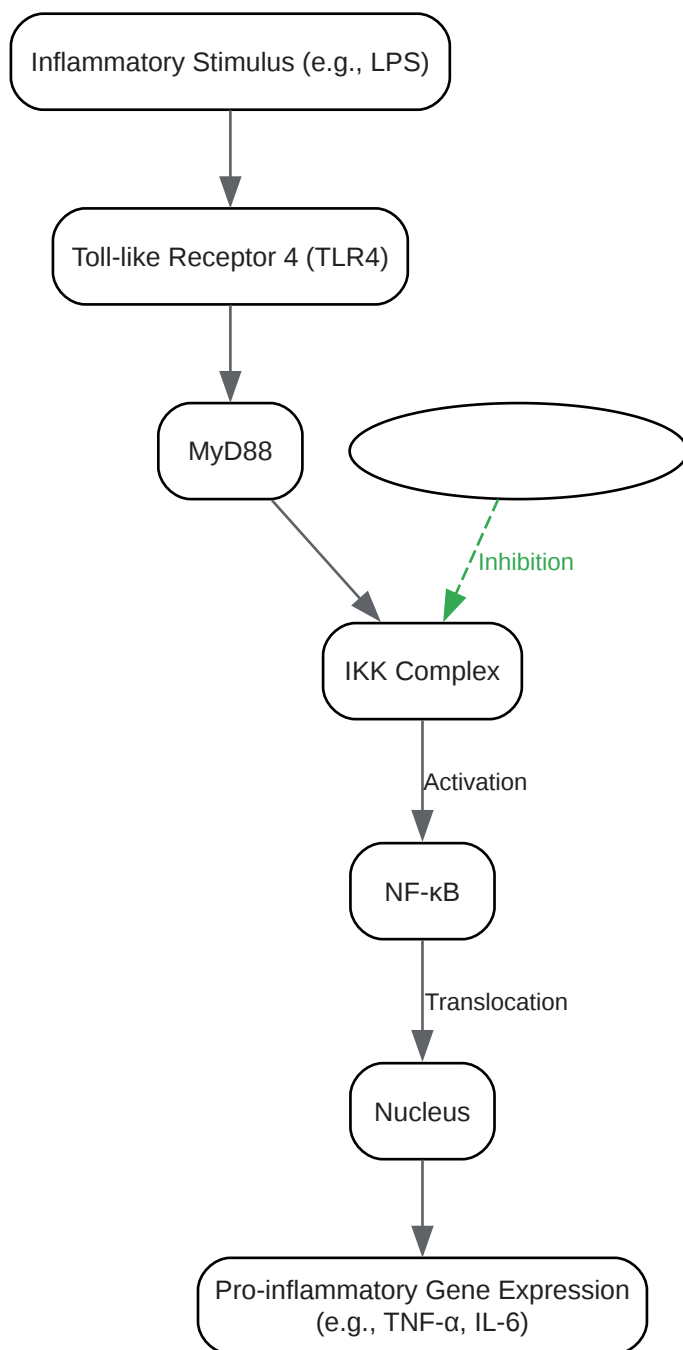 Inflammatory Stimulus (e.g., LPS)
Toll-like Receptor 4 (TLR4)
MyD88
Inhibition
IKK Complex
Activation
NF-κB
Translocation
Nucleus
Pro-inflammatory Gene Expression
(e.g., TNF-α, IL-6)